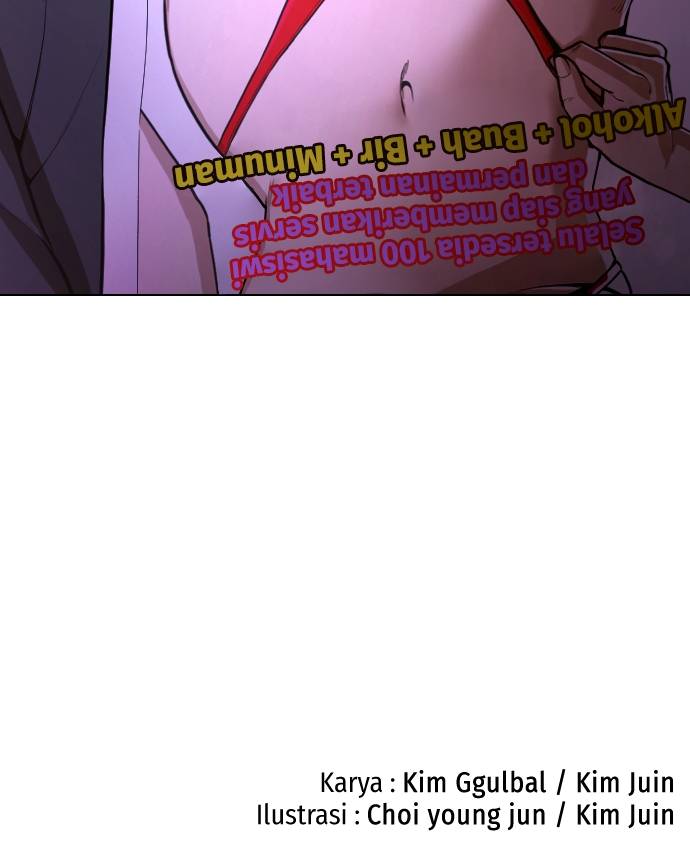 Selalu tersedia 100 mahasiswi
yang siap memberikan servis
dan permainan terbaik
Alkohol + Buah + Bir + Minuman
Karya : Kim Ggulbal / Kim Juin
Ilustrasi : Choi young jun / Kim Juin